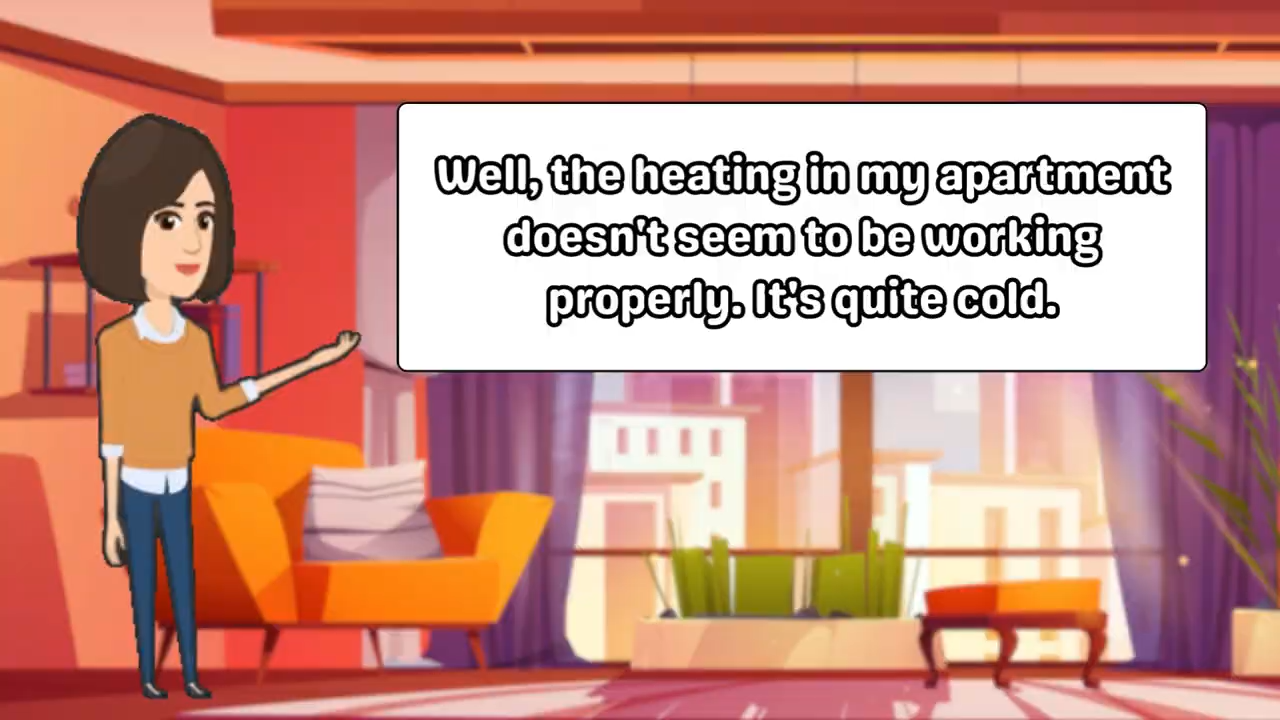 Well, the heating in my apartment
doesn't seem to be working
properly. It's quite cold.